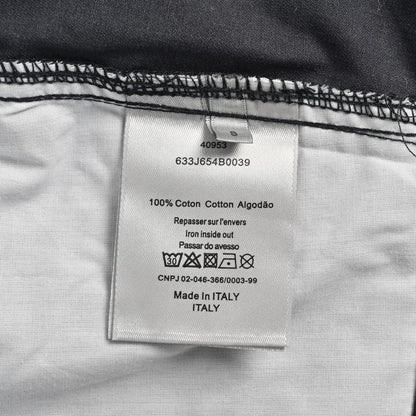 40953
633J654B0039
100% Coton Cotton Algodão
Repasser sur l'envers
Iron inside out
Passar do avesso
30
CNPJ 02-046-366/0003-99
Made In ITALY
ITALY